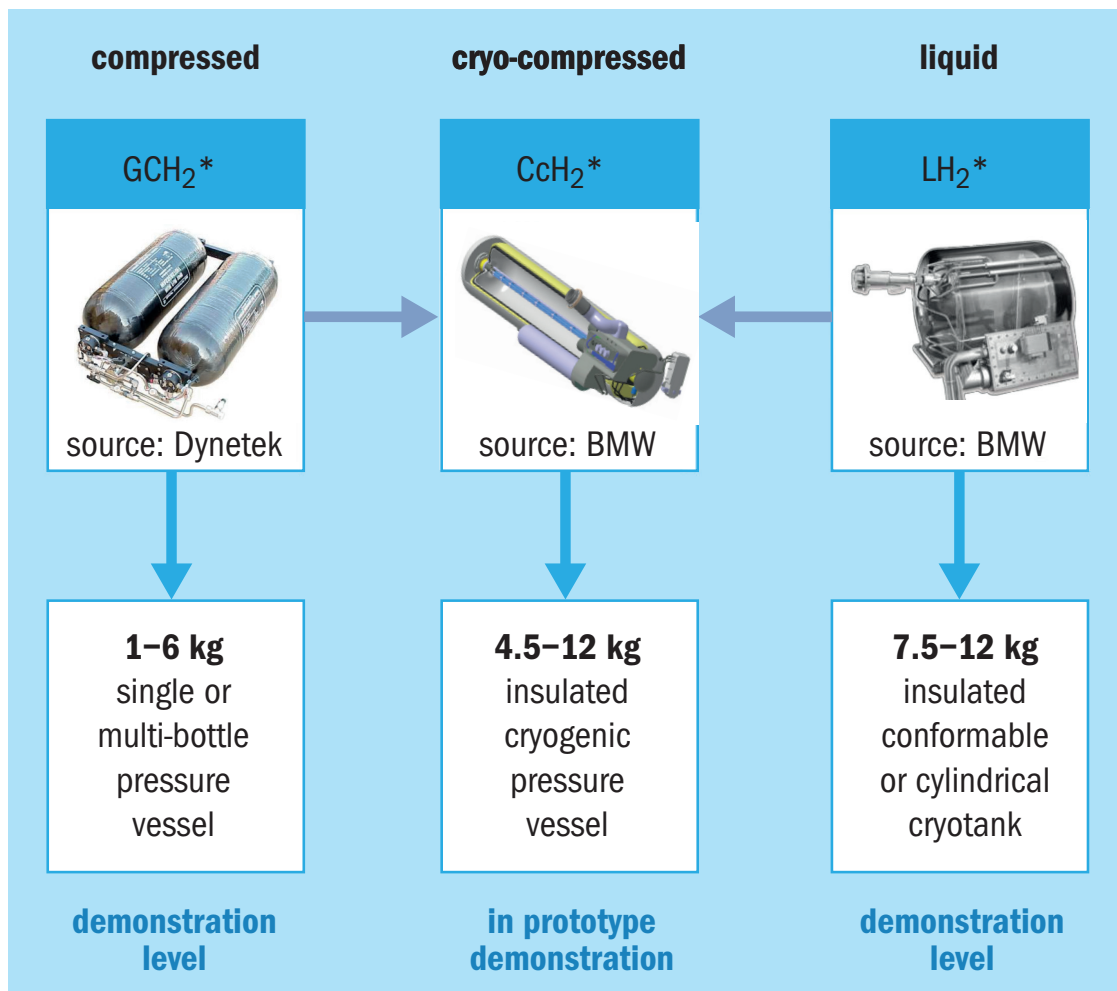 compressed
cryo-compressed
liquid
GCH₂*
CcH₂*
LH₂*
source: Dynetek
source: BMW
source: BMW
1–6 kg
single or
multi-bottle
pressure
vessel
4.5–12 kg
insulated
cryogenic
pressure
vessel
7.5–12 kg
insulated
conformable
or cylindrical
cryotank
demonstration
level
in prototype
demonstration
demonstration
level